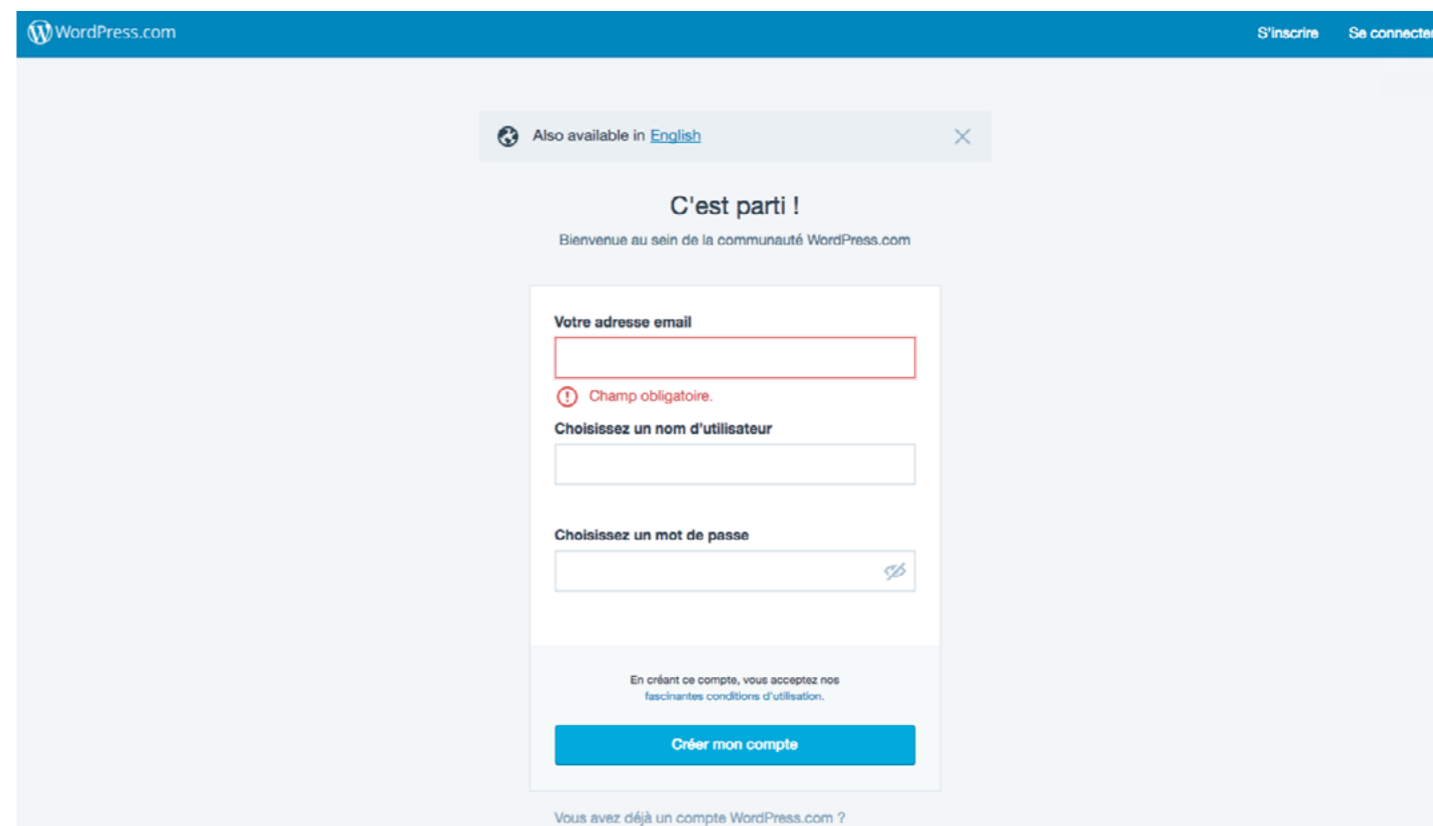 WordPress.com
S'inscrire
Se connecter
Also available in English
C'est parti !
Bienvenue au sein de la communauté WordPress.com
Votre adresse email
Champ obligatoire.
Choisissez un nom d'utilisateur
Choisissez un mot de passe
En créant ce compte, vous acceptez nos
fascinantes conditions d'utilisation.
Créer mon compte
Vous avez déjà un compte WordPress.com ?